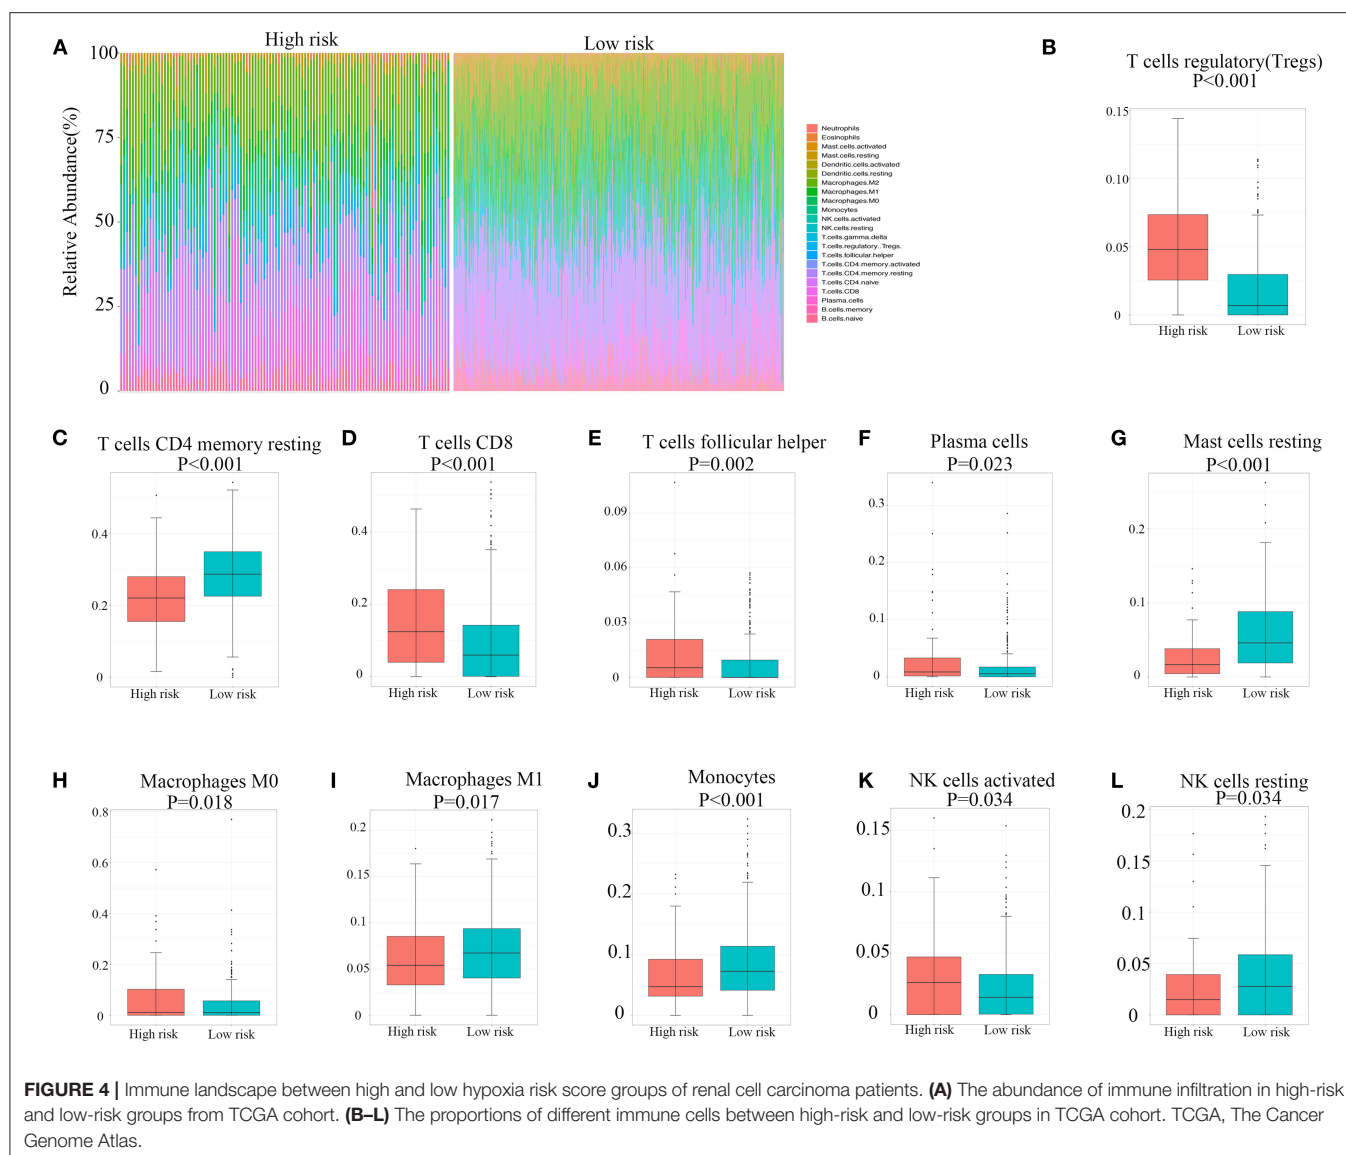 A
High risk
Low risk
Relative Abundance(%)
100
75
50
25
0
Neutrophils
Eosinophils
Mast.cells.activated
Mast.cells.resting
Dendritic.cells.activated
Dendritic.cells.resting
Macrophages.M2
Macrophages.M1
Macrophages.M0
Monocytes
NK.cells.activated
NK.cells.resting
T.cells.gamma.delta
T.cells.regulatory..Tregs.
T.cells.follicular.helper
T.cells.CD4.memory.activated
T.cells.CD4.memory.resting
T.cells.CD4.naive
T.cells.CD8
Plasma.cells
B.cells.memory
B.cells.naive
B
T cells regulatory(Tregs)
P<0.001
0.15
0.10
0.05
0
High risk Low risk
C
T cells CD4 memory resting
P<0.001
0.4
0.2
0
High risk Low risk
D
T cells CD8
P<0.001
0.4
0.2
0
High risk Low risk
E
T cells follicular helper
P=0.002
0.09
0.06
0.03
0
High risk Low risk
F
Plasma cells
P=0.023
0.3
0.2
0.1
0
High risk Low risk
G
Mast cells resting
P<0.001
0.2
0.1
0
High risk Low risk
H
Macrophages M0
P=0.018
0.8
0.6
0.4
0.2
0
High risk Low risk
I
Macrophages M1
P=0.017
0.2
0.15
0.1
0.05
0
High risk Low risk
J
Monocytes
P<0.001
0.3
0.2
0.1
0
High risk Low risk
K
NK cells activated
P=0.034
0.15
0.1
0.05
0
High risk Low risk
L
NK cells resting
P=0.034
0.2
0.15
0.1
0.05
0
High risk Low risk
FIGURE 4 | Immune landscape between high and low hypoxia risk score groups of renal cell carcinoma patients. (A) The abundance of immune infiltration in high-risk
and low-risk groups from TCGA cohort. (B–L) The proportions of different immune cells between high-risk and low-risk groups in TCGA cohort. TCGA, The Cancer
Genome Atlas.